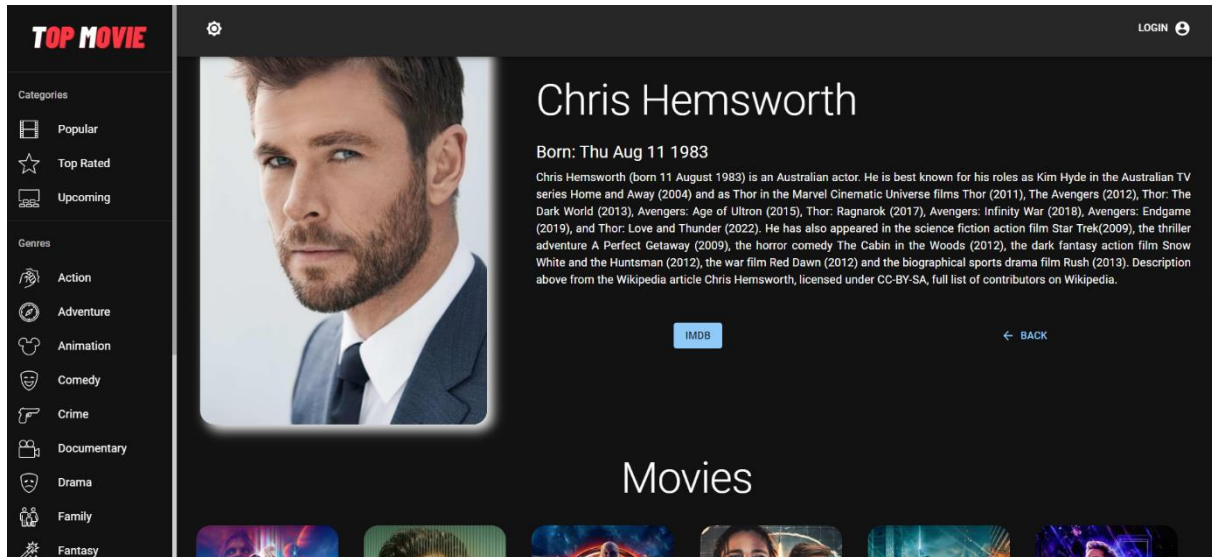 TOP MOVIE
LOGIN
Categories
Popular
Top Rated
Upcoming
Genres
Action
Adventure
Animation
Comedy
Crime
Documentary
Drama
Family
Fantasy
Chris Hemsworth
Born: Thu Aug 11 1983
Chris Hemsworth (born 11 August 1983) is an Australian actor. He is best known for his roles as Kim Hyde in the Australian TV
series Home and Away (2004) and as Thor in the Marvel Cinematic Universe films Thor (2011), The Avengers (2012), Thor: The
Dark World (2013), Avengers: Age of Ultron (2015), Thor: Ragnarok (2017), Avengers: Infinity War (2018), Avengers: Endgame
(2019), and Thor: Love and Thunder (2022). He has also appeared in the science fiction action film Star Trek(2009), the thriller
adventure A Perfect Getaway (2009), the horror comedy The Cabin in the Woods (2012), the dark fantasy action film Snow
White and the Huntsman (2012), the war film Red Dawn (2012) and the biographical sports drama film Rush (2013). Description
above from the Wikipedia article Chris Hemsworth, licensed under CC-BY-SA, full list of contributors on Wikipedia.
IMDB
BACK
Movies